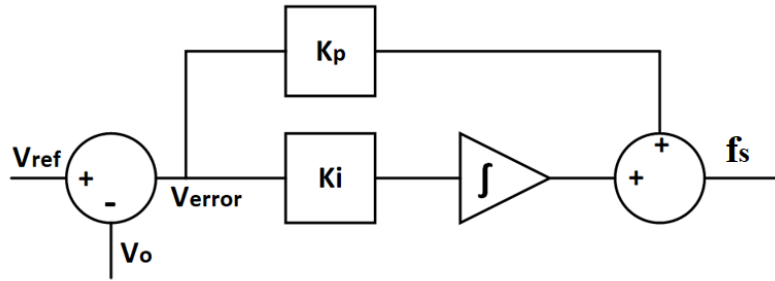 Kp
Vref
+
-
Verror
Vo
Ki
∫
+
+
fs